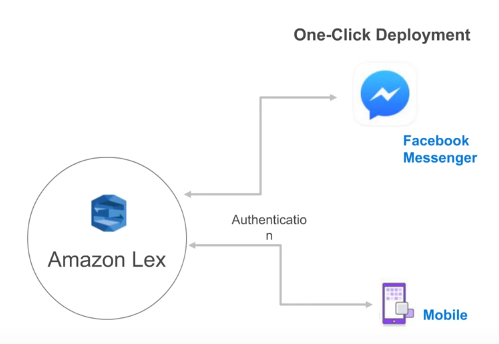 One-Click Deployment
Facebook
Messenger
Authenticatio
n
Amazon Lex
Mobile